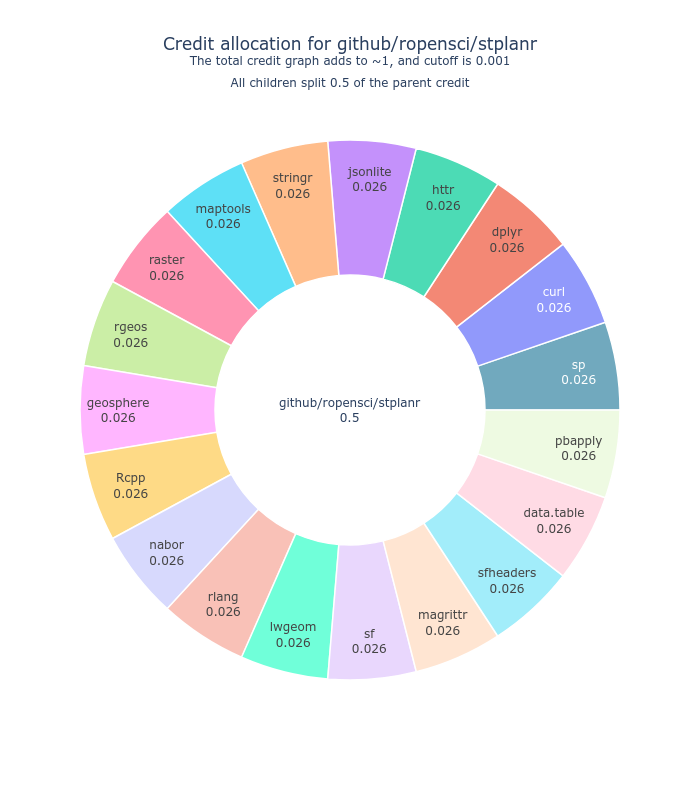 Credit allocation for github/ropensci/stplanr
The total credit graph adds to ~1, and cutoff is 0.001
All children split 0.5 of the parent credit
jsonlite
0.026
httr
0.026
dplyr
0.026
curl
0.026
sp
0.026
pbapply
0.026
data.table
0.026
sfheaders
0.026
magrittr
0.026
sf
0.026
lwgeom
0.026
rlang
0.026
nabor
0.026
Rcpp
0.026
geosphere
0.026
rgeos
0.026
raster
0.026
maptools
0.026
stringr
0.026
github/ropensci/stplanr
0.5